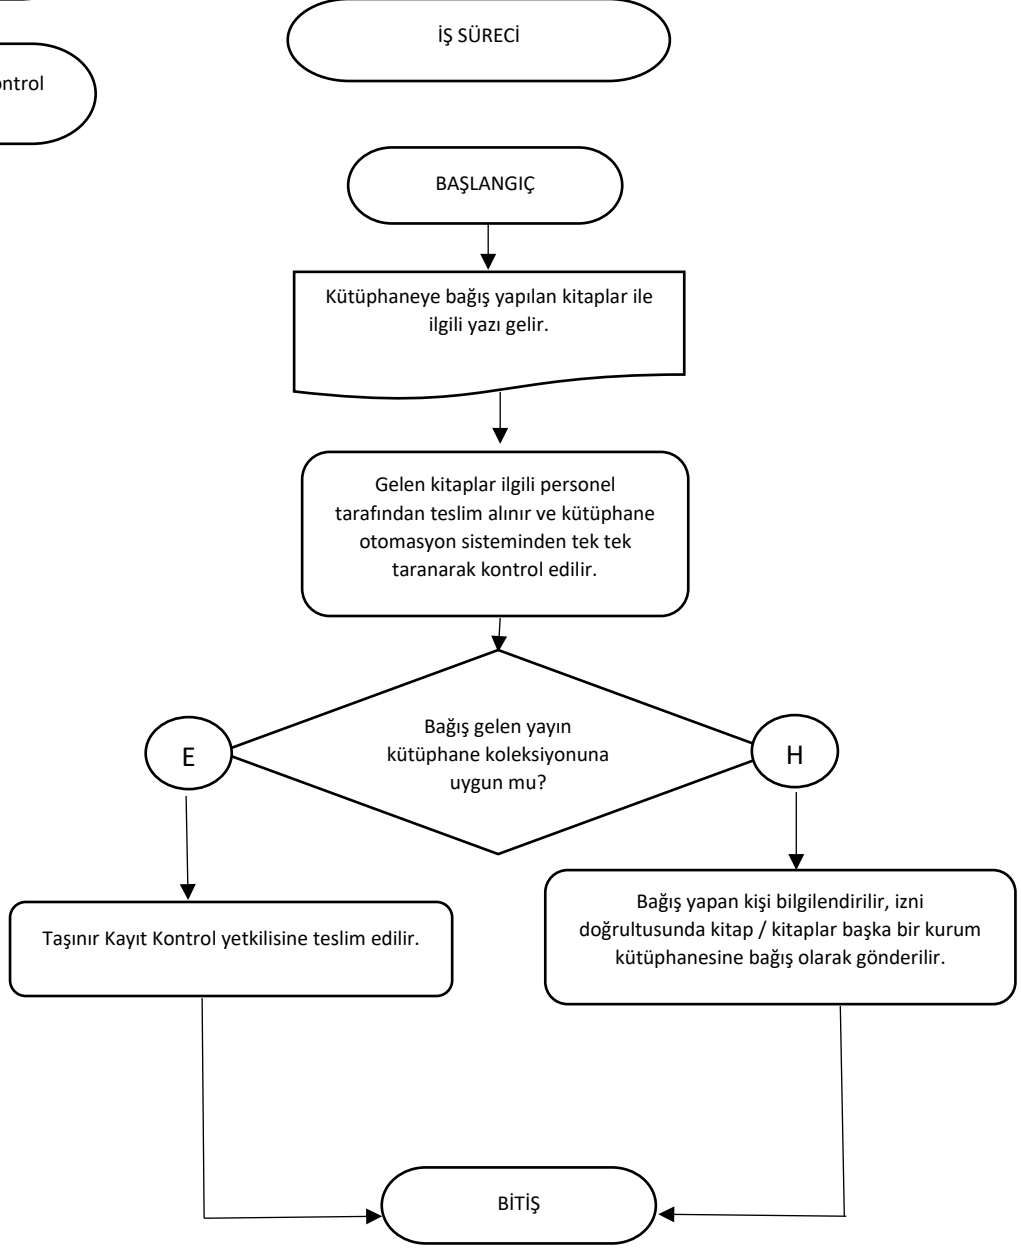 İŞ SÜRECİ
ontrol
BAŞLANGIÇ
Kütüphaneye bağış yapılan kitaplar ile
ilgili yazı gelir.
Gelen kitaplar ilgili personel
tarafından teslim alınır ve kütüphane
otomasyon sisteminden tek tek
taranarak kontrol edilir.
Bağış gelen yayın
kütüphane koleksiyonuna
uygun mu?
E
H
Taşınır Kayıt Kontrol yetkilisine teslim edilir.
Bağış yapan kişi bilgilendirilir, izni
doğrultusunda kitap / kitaplar başka bir kurum
kütüphanesine bağış olarak gönderilir.
BİTİŞ